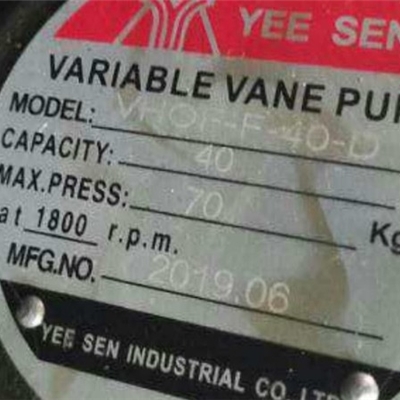 YEE SEN
VARIABLE VANE PU
MODEL: VHOF-F-40-D
CAPACITY: 40
MAX.PRESS: 70 Kg
at 1800 r.p.m.
MFG.NO. 2019.06
YEE SEN INDUSTRIAL CO. LTD